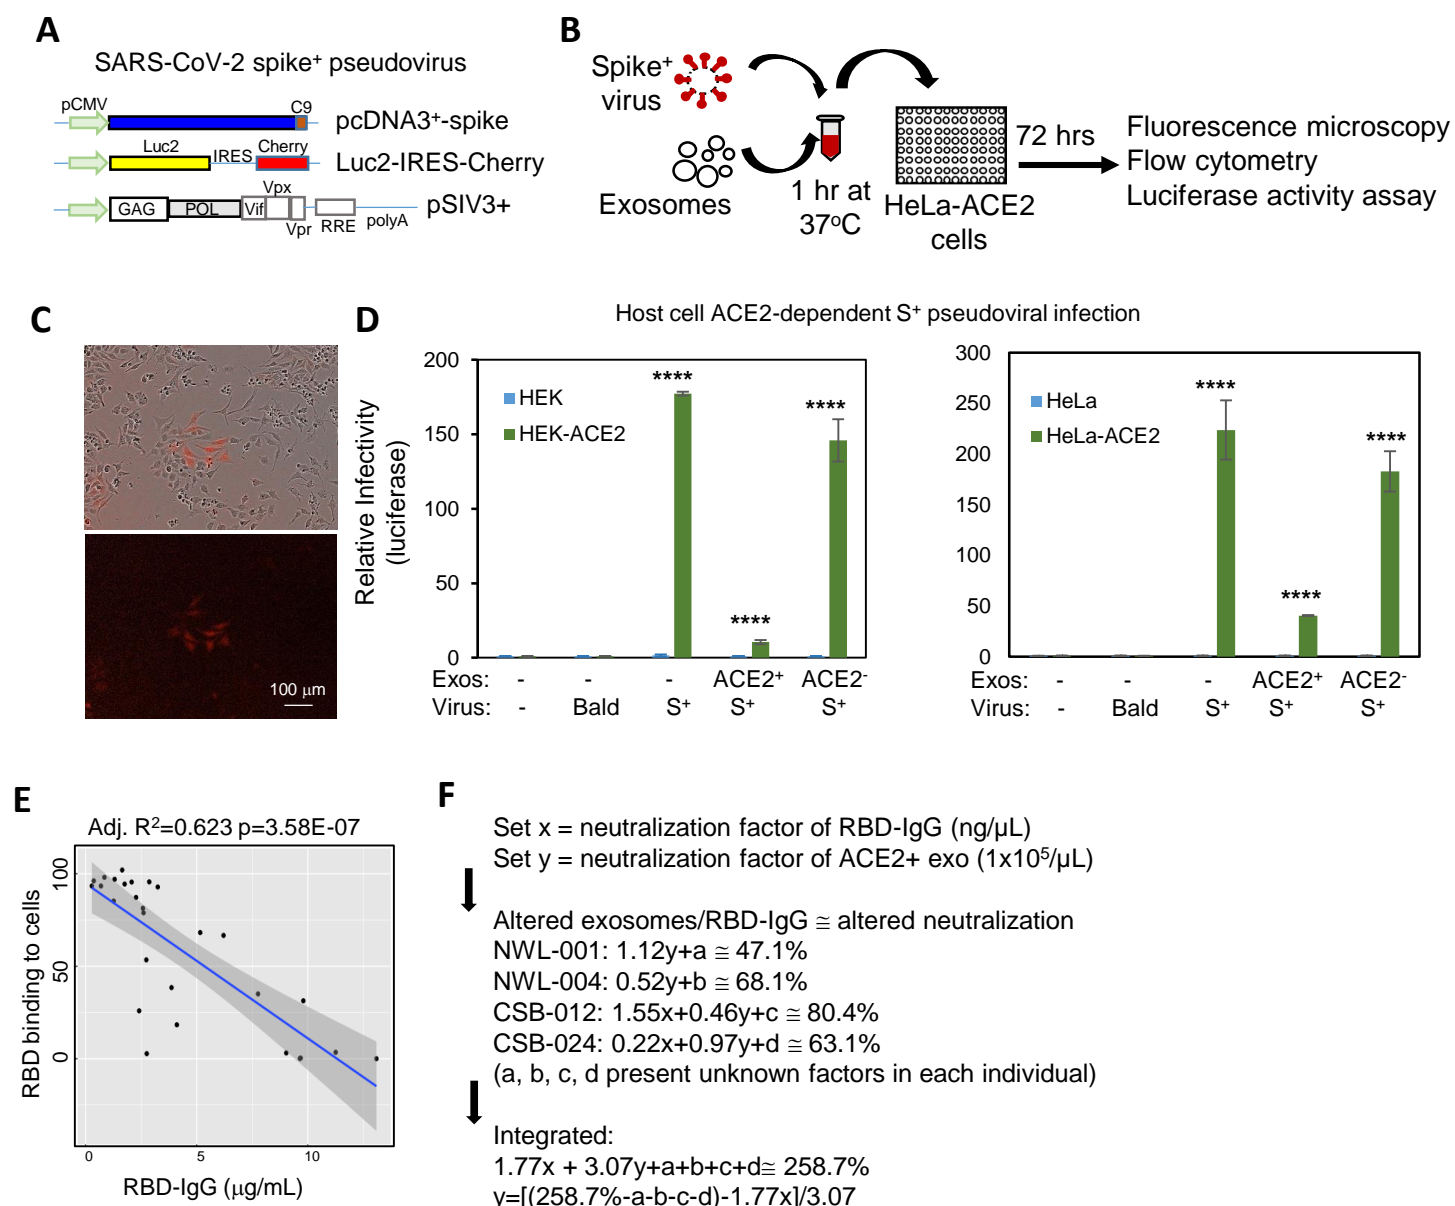 A
SARS-CoV-2 spike⁺ pseudovirus
pCMV
C9
pcDNA3⁺-spike
Luc2
IRES
Cherry
Luc2-IRES-Cherry
Vpx
GAG
POL
Vif
Vpr
RRE
polyA
pSIV3+
B
Spike⁺
virus
Exosomes
1 hr at
37ºC
HeLa-ACE2
cells
72 hrs
Fluorescence microscopy
Flow cytometry
Luciferase activity assay
C
100 μm
D
Host cell ACE2-dependent S⁺ pseudoviral infection
Relative Infectivity
(luciferase)
200
150
100
50
0
HEK
HEK-ACE2
****
****
****
Exos: - - - ACE2⁺ ACE2⁻
Virus: - Bald S⁺ S⁺ S⁺
300
250
200
150
100
50
0
HeLa
HeLa-ACE2
****
****
****
Exos: - - - ACE2⁺ ACE2⁻
Virus: - Bald S⁺ S⁺ S⁺
E
Adj. R²=0.623 p=3.58E-07
RBD binding to cells
100
50
0
0 5 10
RBD-IgG (μg/mL)
F
Set x = neutralization factor of RBD-IgG (ng/μL)
Set y = neutralization factor of ACE2+ exo (1x10⁵/μL)
Altered exosomes/RBD-IgG ≅ altered neutralization
NWL-001: 1.12y+a ≅ 47.1%
NWL-004: 0.52y+b ≅ 68.1%
CSB-012: 1.55x+0.46y+c ≅ 80.4%
CSB-024: 0.22x+0.97y+d ≅ 63.1%
(a, b, c, d present unknown factors in each individual)
Integrated:
1.77x + 3.07y+a+b+c+d≅ 258.7%
y=[(258.7%-a-b-c-d)-1.77x]/3.07